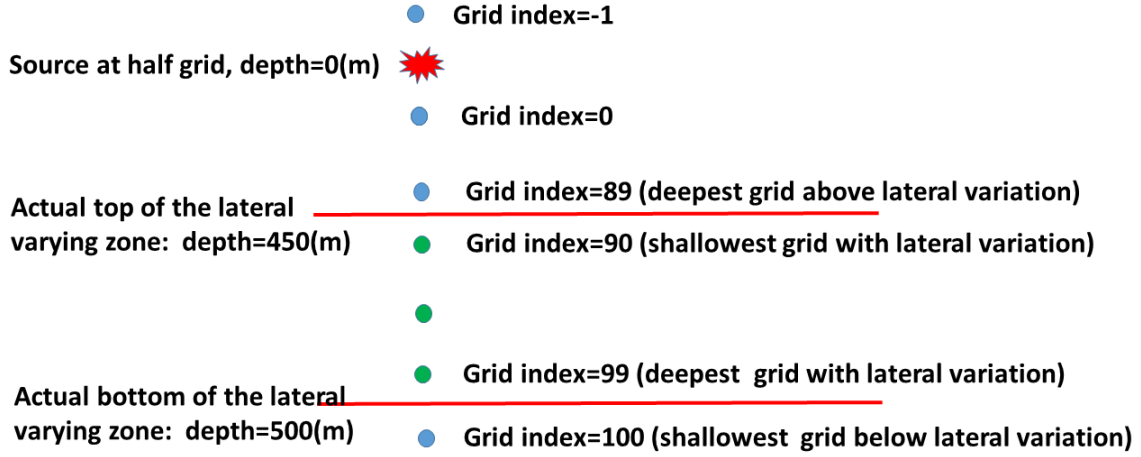 Grid index=-1
Source at half grid, depth=0(m)
Grid index=0
Grid index=89 (deepest grid above lateral variation)
Actual top of the lateral
varying zone:  depth=450(m)
Grid index=90 (shallowest grid with lateral variation)
Grid index=99 (deepest  grid with lateral variation)
Actual bottom of the lateral
varying zone:  depth=500(m)
Grid index=100 (shallowest  grid below lateral variation)